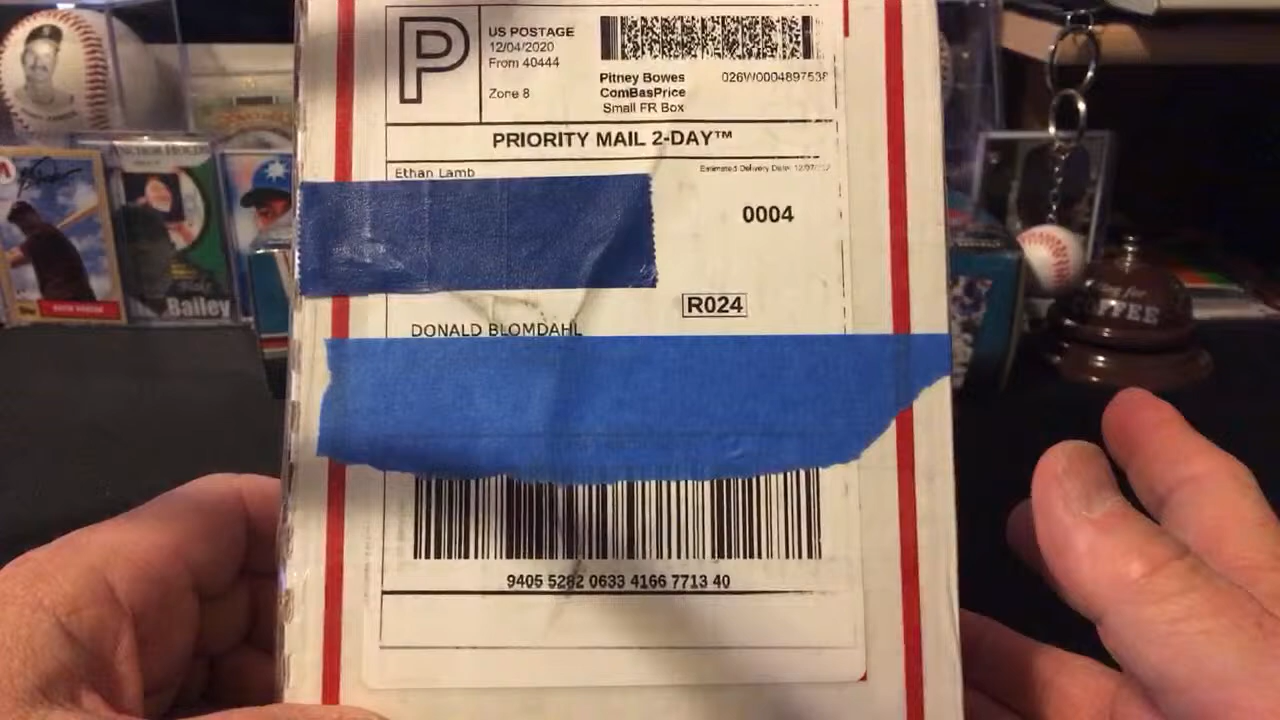 P
US POSTAGE
12/04/2020
From 40444
Zone 8
Pitney Bowes
026W0004897538
ComBasPrice
Small FR Box
PRIORITY MAIL 2-DAY™
Ethan Lamb
0004
R024
DONALD BLOMDAHL
9405 5282 0633 4166 7713 40
Bailey